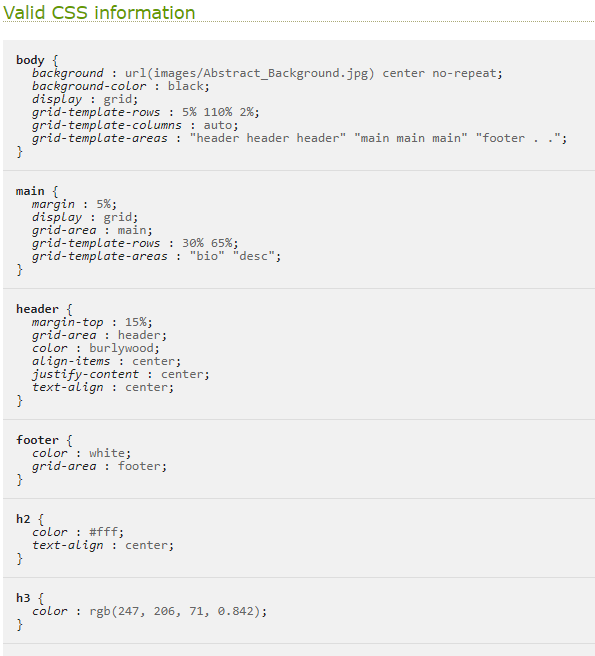 Valid CSS information
body {
background : url(images/Abstract_Background.jpg) center no-repeat;
background-color : black;
display : grid;
grid-template-rows : 5% 110% 2%;
grid-template-columns : auto;
grid-template-areas : "header header header" "main main main" "footer . .";
}
main {
margin : 5%;
display : grid;
grid-area : main;
grid-template-rows : 30% 65%;
grid-template-areas : "bio" "desc";
}
header {
margin-top : 15%;
grid-area : header;
color : burlywood;
align-items : center;
justify-content : center;
text-align : center;
}
footer {
color : white;
grid-area : footer;
}
h2 {
color : #fff;
text-align : center;
}
h3 {
color : rgb(247, 206, 71, 0.842);
}